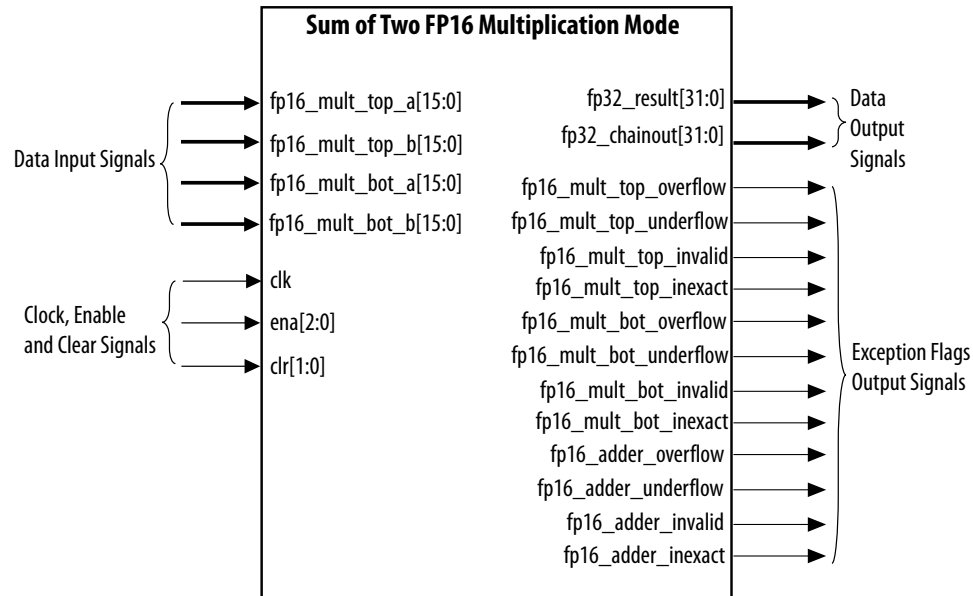 Sum of Two FP16 Multiplication Mode
Data Input Signals
fp16_mult_top_a[15:0]
fp16_mult_top_b[15:0]
fp16_mult_bot_a[15:0]
fp16_mult_bot_b[15:0]
Clock, Enable
and Clear Signals
clk
ena[2:0]
clr[1:0]
fp32_result[31:0]
fp32_chainout[31:0]
Data
Output
Signals
fp16_mult_top_overflow
fp16_mult_top_underflow
fp16_mult_top_invalid
fp16_mult_top_inexact
fp16_mult_bot_overflow
fp16_mult_bot_underflow
fp16_mult_bot_invalid
fp16_mult_bot_inexact
fp16_adder_overflow
fp16_adder_underflow
fp16_adder_invalid
fp16_adder_inexact
Exception Flags
Output Signals